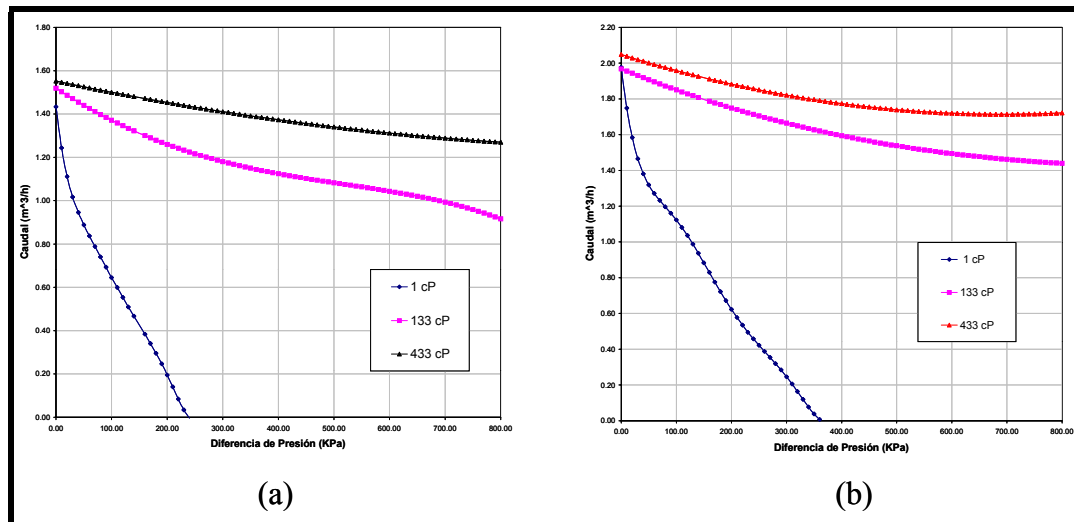 1.80
1.60
1.40
1.20
1.00
0.80
0.60
0.40
0.20
0.00
Caudal (m^3/h)
0.00 100.00 200.00 300.00 400.00 500.00 600.00 700.00 800.00
Diferencia de Presión (KPa)
1 cP
133 cP
433 cP
(a)
2.20
2.00
1.80
1.60
1.40
1.20
1.00
0.80
0.60
0.40
0.20
0.00
Caudal (m^3/h)
0.00 100.00 200.00 300.00 400.00 500.00 600.00 700.00 800.00
Diferencia de Presión (KPa)
1 cP
133 cP
433 cP
(b)